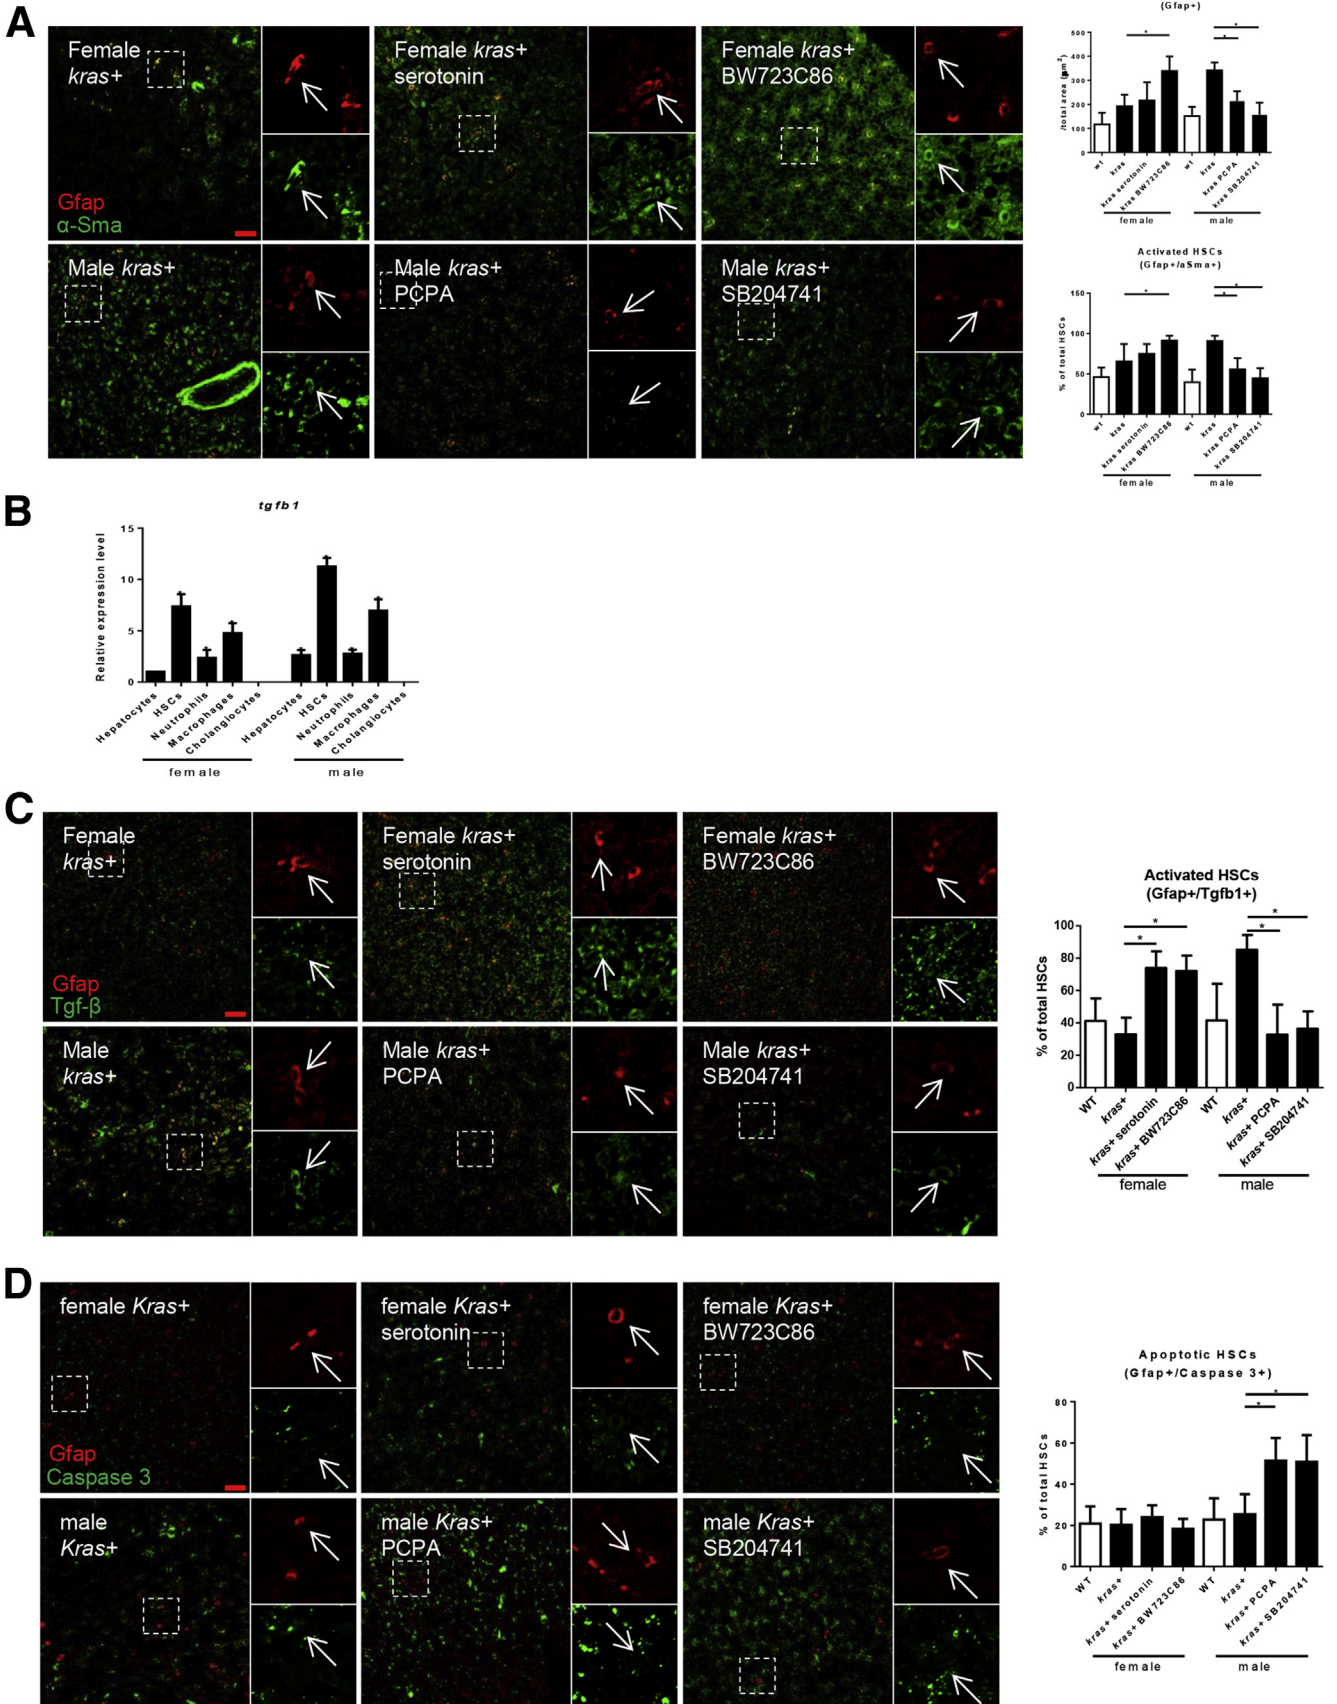 A
Female
kras+
Gfap
α-Sma
Female kras+
serotonin
Female kras+
BW723C86
Male kras+
Male kras+
PCPA
Male kras+
SB204741
(Gfap+)
/total area (µm²)
500
400
300
200
100
0
wt
kras
kras serotonin
kras BW723C86
wt
kras
kras PCPA
kras SB204741
female
male
*
*
*
Activated HSCs
(Gfap+/aSma+)
% of total HSCs
150
100
50
0
wt
kras
kras serotonin
kras BW723C86
wt
kras
kras PCPA
kras SB204741
female
male
*
*
*
B
tgfb1
Relative expression level
15
10
5
0
Hepatocytes
HSCs
Neutrophils
Macrophages
Cholangiocytes
Hepatocytes
HSCs
Neutrophils
Macrophages
Cholangiocytes
female
male
C
Female
kras+
Gfap
Tgf-β
Female kras+
serotonin
Female kras+
BW723C86
Male
kras+
Male kras+
PCPA
Male kras+
SB204741
Activated HSCs
(Gfap+/Tgfb1+)
% of total HSCs
100
80
60
40
20
0
WT
kras+
kras+ serotonin
kras+ BW723C86
WT
kras+
kras+ PCPA
kras+ SB204741
female
male
*
*
*
*
D
female Kras+
Gfap
Caspase 3
female Kras+
serotonin
female Kras+
BW723C86
male
Kras+
male Kras+
PCPA
male Kras+
SB204741
Apoptotic HSCs
(Gfap+/Caspase 3+)
% of total HSCs
80
60
40
20
0
WT
kras+
kras+ serotonin
kras+ BW723C86
WT
kras+
kras+ PCPA
kras+ SB204741
female
male
*
*